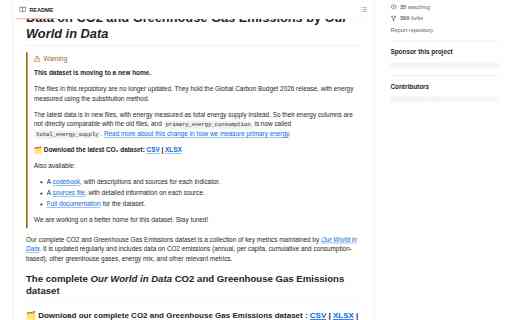 README
Data on CO2 and Greenhouse Gas Emissions by Our
World in Data
Warning
This dataset is moving to a new home.
The files in this repository are no longer updated. They hold the Global Carbon Budget 2026 release, with energy
measured using the substitution method.
The latest data is in new files, with energy measured as total energy supply instead. So their energy columns are
not directly comparable with the old files, and primary_energy_consumption is now called
total_energy_supply. Read more about this change in how we measure primary energy.
Download the latest CO₂ dataset: CSV | XLSX
Also available:
• A codebook, with descriptions and sources for each indicator.
• A sources file, with detailed information on each source.
• Full documentation for the dataset.
We are working on a better home for this dataset. Stay tuned!
Our complete CO2 and Greenhouse Gas Emissions dataset is a collection of key metrics maintained by Our World in
Data. It is updated regularly and includes data on CO2 emissions (annual, per capita, cumulative and consumption-
based), other greenhouse gases, energy mix, and other relevant metrics.
The complete Our World in Data CO2 and Greenhouse Gas Emissions
dataset
Download our complete CO2 and Greenhouse Gas Emissions dataset : CSV | XLSX |
watching
forks
Report repository
Sponsor this project
Contributors